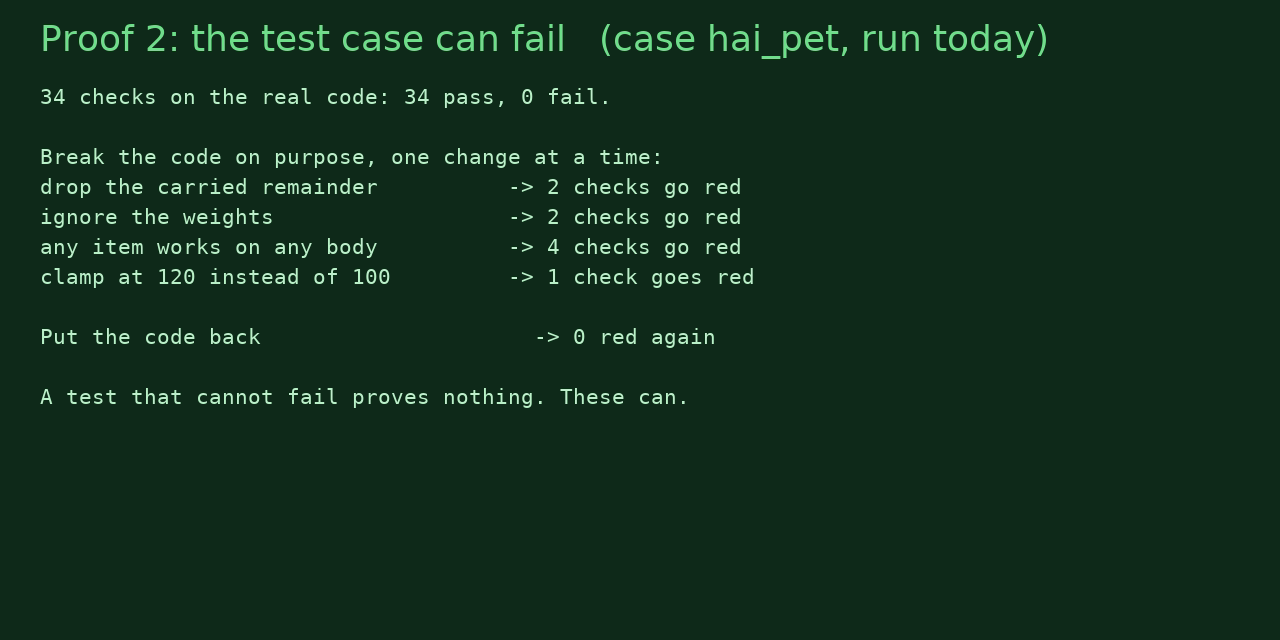 Proof 2: the test case can fail   (case hai_pet, run today)
34 checks on the real code: 34 pass, 0 fail.
Break the code on purpose, one change at a time:
drop the carried remainder          -> 2 checks go red
ignore the weights                  -> 2 checks go red
any item works on any body          -> 4 checks go red
clamp at 120 instead of 100         -> 1 check goes red
Put the code back                     -> 0 red again
A test that cannot fail proves nothing. These can.